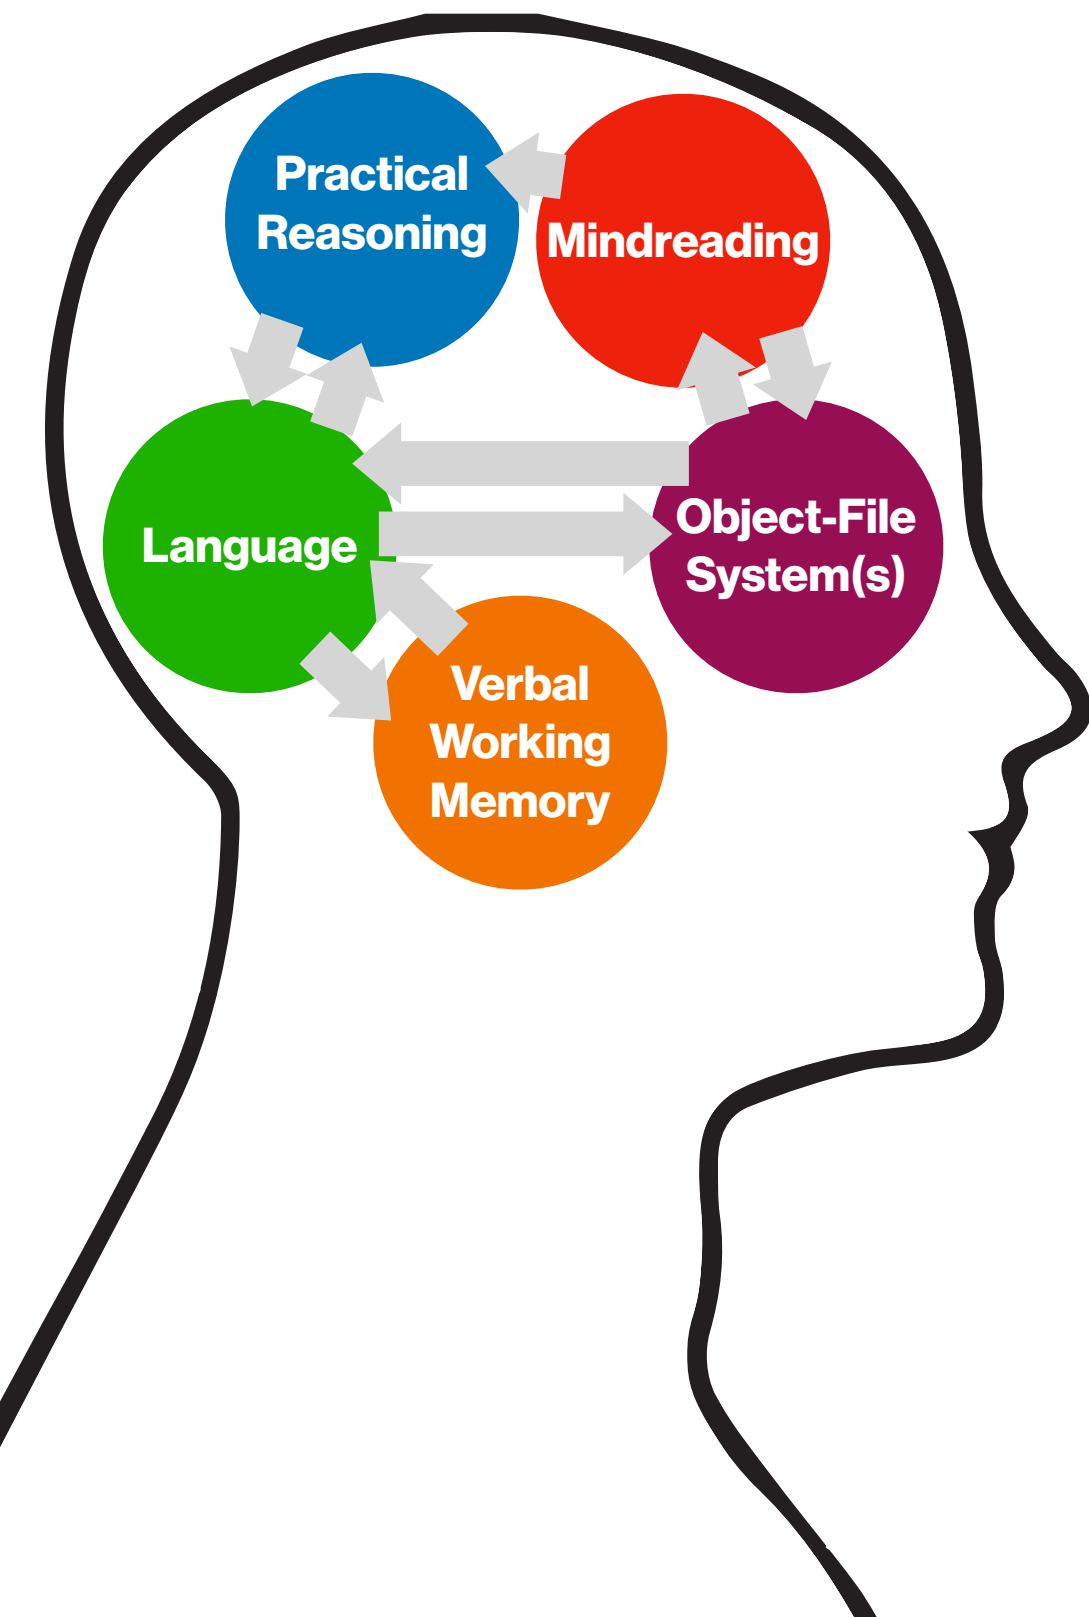 Practical
Reasoning
Mindreading
Language
Object-File
System(s)
Verbal
Working
Memory